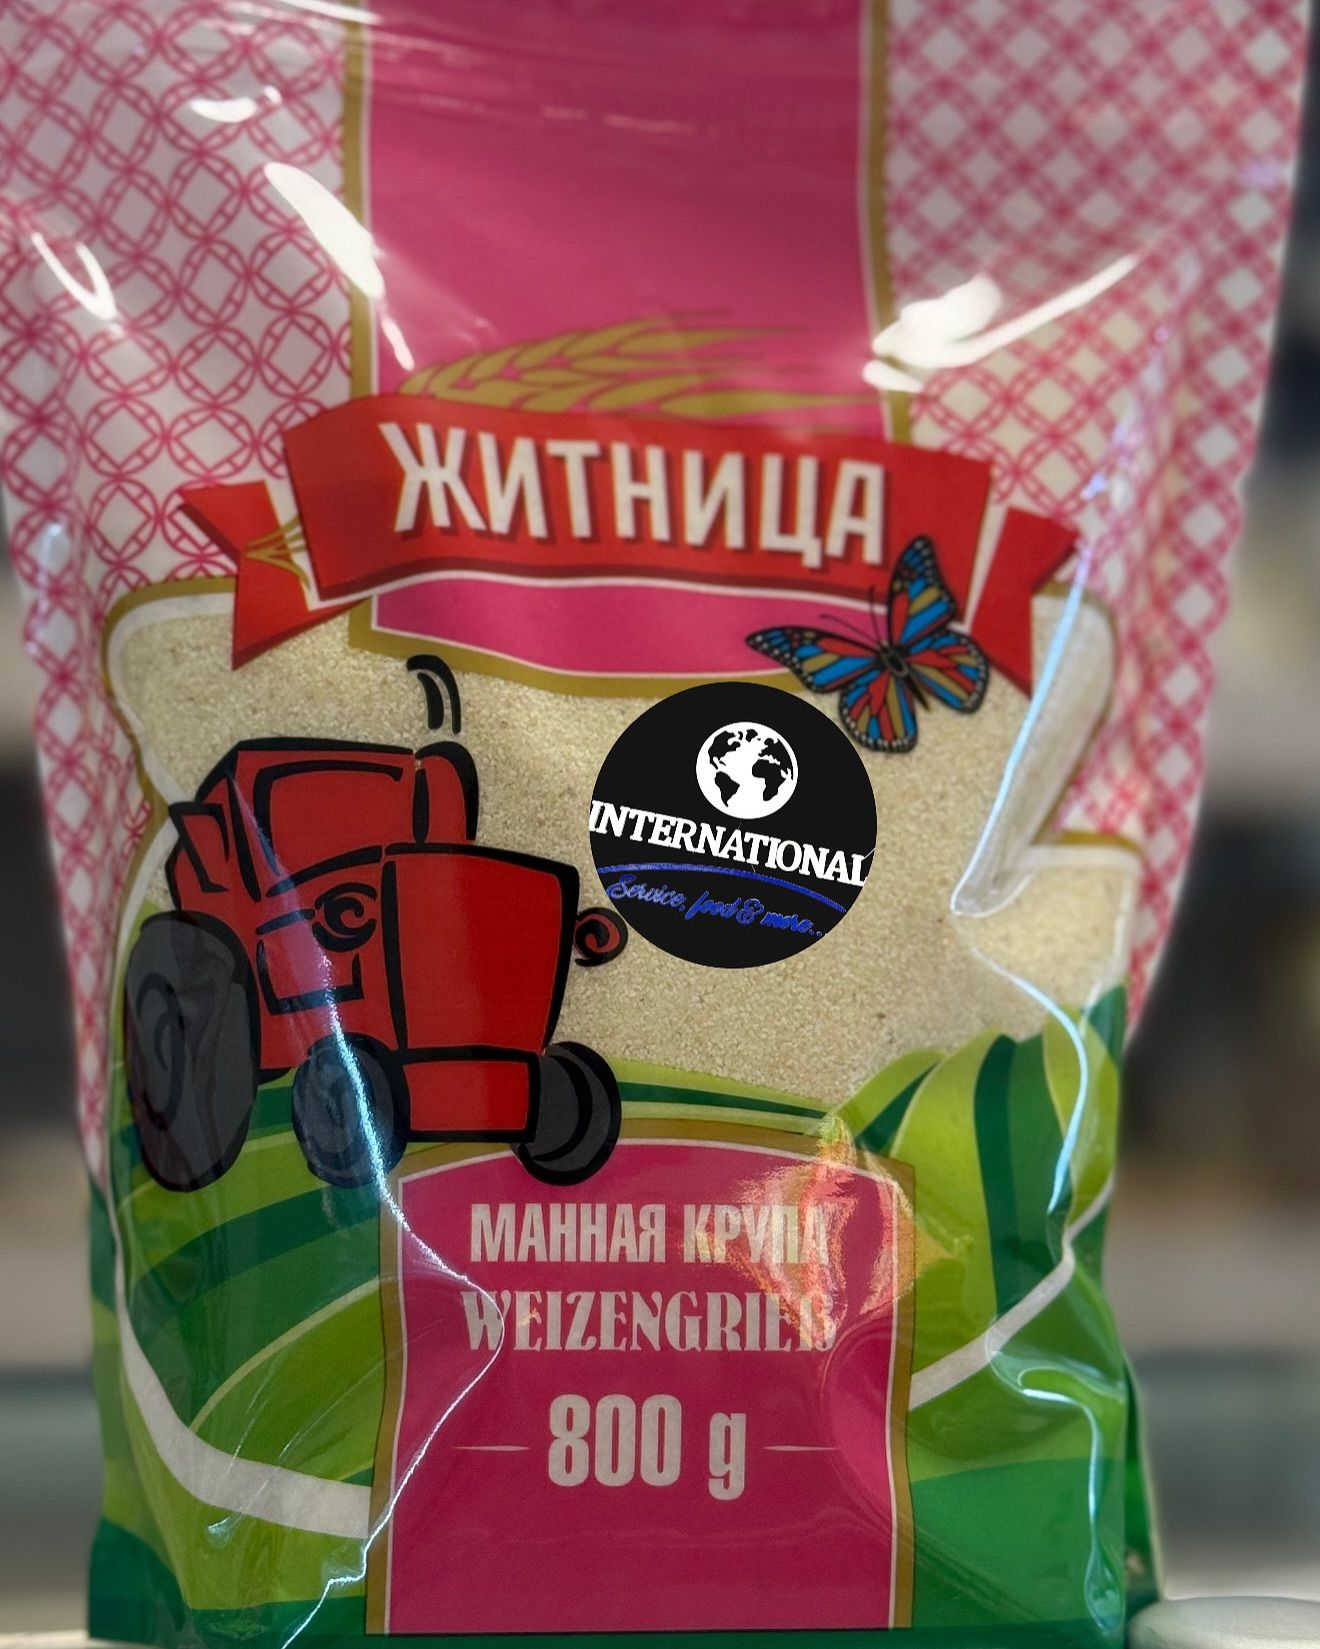 ЖИТНИЦА
INTERNATIONAL
Service, food & more...
МАННАЯ КРУПА
WEIZENGRIEß
800 g